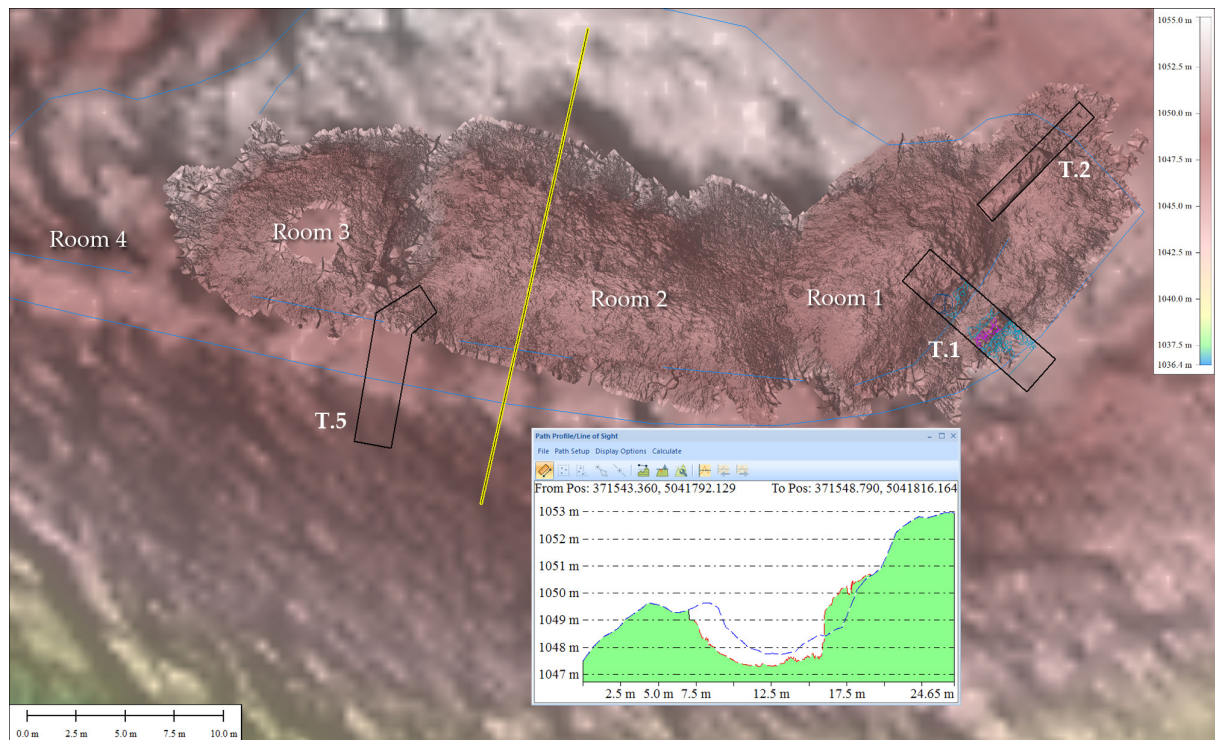 1055.0 m
1052.5 m
1050.0 m
1047.5 m
1045.0 m
1042.5 m
1040.0 m
1037.5 m
1036.4 m
T.2
Room 4
Room 3
Room 2
Room 1
T.1
T.5
Path Profile/Line of Sight
File Path Setup Display Options Calculate
From Pos: 371543.360, 5041792.129 To Pos: 371548.790, 5041816.164
1053 m
1052 m
1051 m
1050 m
1049 m
1048 m
1047 m
2.5 m 5.0 m 7.5 m 12.5 m 17.5 m 24.65 m
0.0 m 2.5 m 5.0 m 7.5 m 10.0 m